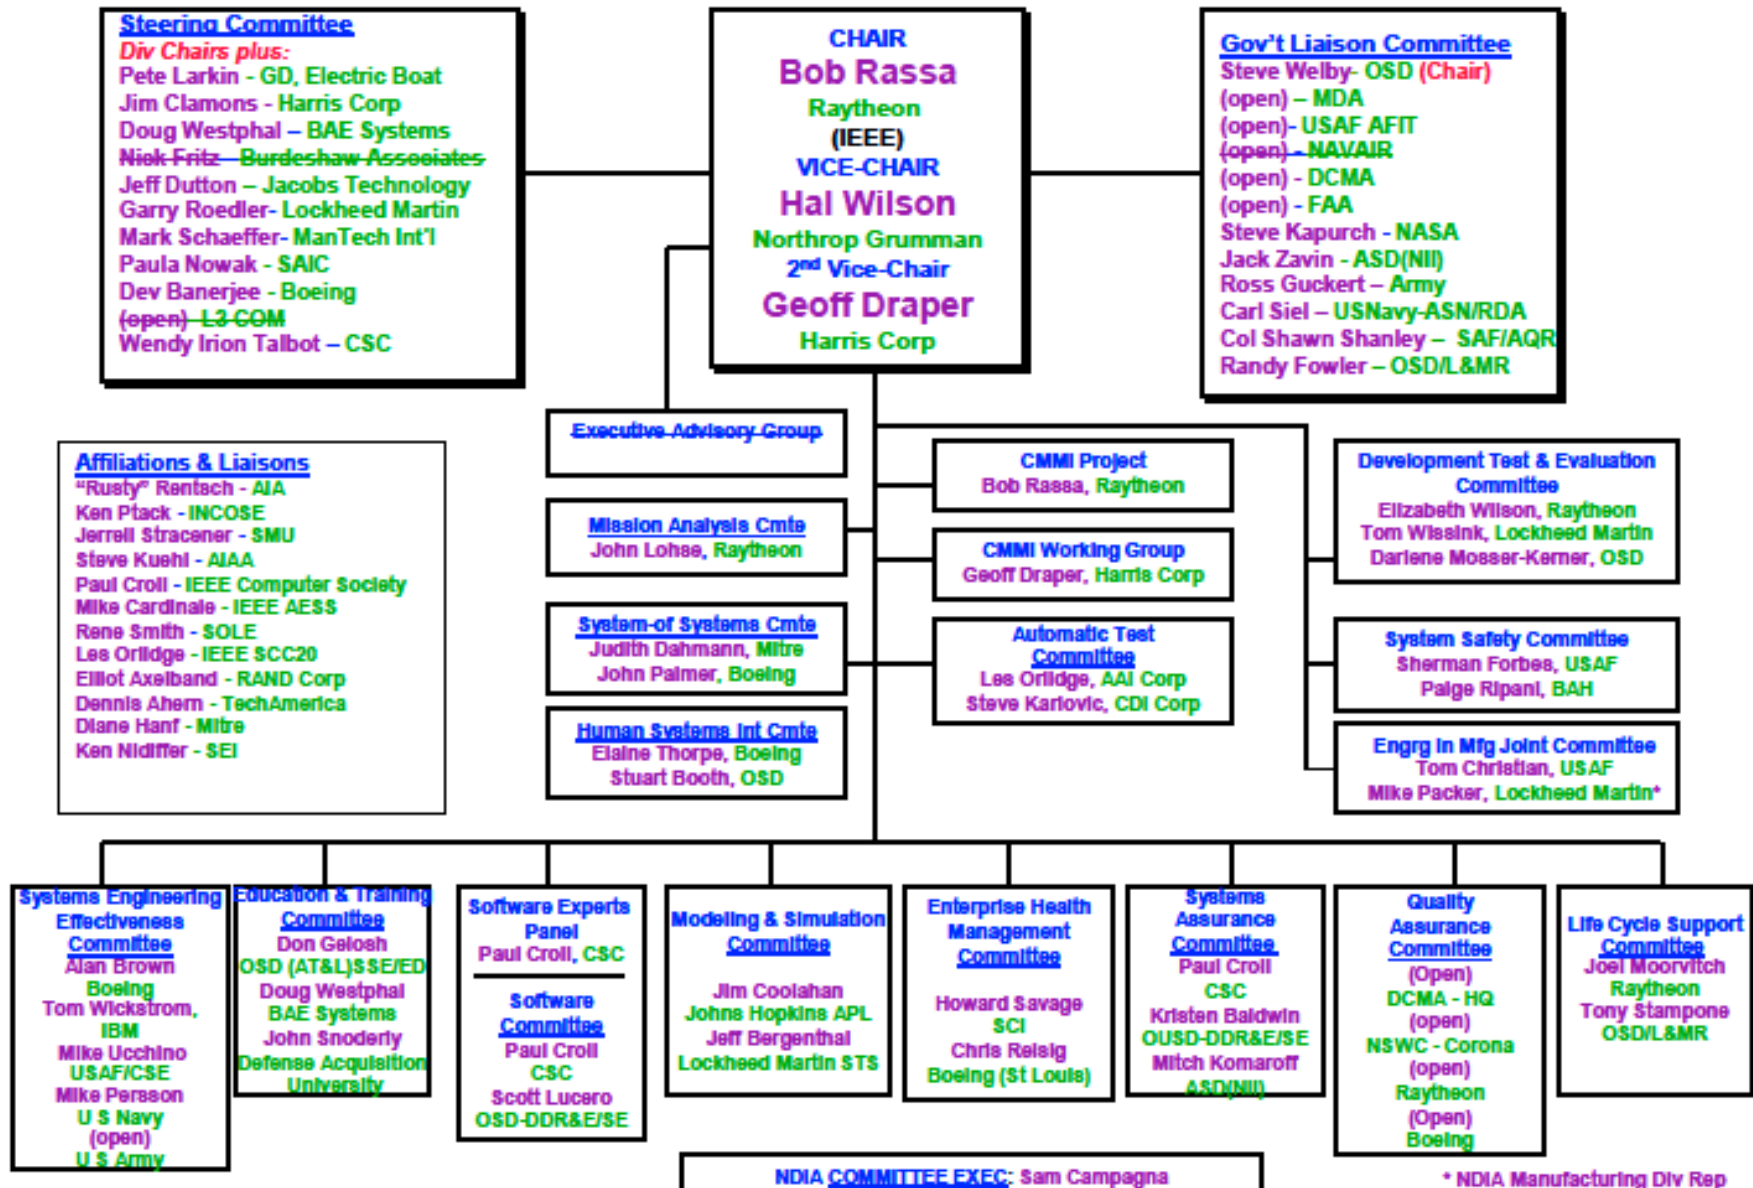 Steering Committee
Div Chairs plus:
Pete Larkin - GD, Electric Boat
Jim Clamons - Harris Corp
Doug Westphal – BAE Systems
Nick Fritz - Burdeshaw Associates
Jeff Dutton – Jacobs Technology
Garry Roedler- Lockheed Martin
Mark Schaeffer- ManTech Int'l
Paula Nowak - SAIC
Dev Banerjee - Boeing
(open) L3 COM
Wendy Irion Talbot – CSC
CHAIR
Bob Rassa
Raytheon
(IEEE)
VICE-CHAIR
Hal Wilson
Northrop Grumman
2nd Vice-Chair
Geoff Draper
Harris Corp
Gov't Liaison Committee
Steve Welby- OSD (Chair)
(open) – MDA
(open)- USAF AFIT
(open) - NAVAIR
(open) - DCMA
(open) - FAA
Steve Kapurch - NASA
Jack Zavin - ASD(NII)
Ross Guckert – Army
Carl Siel – USNavy-ASN/RDA
Col Shawn Shanley – SAF/AQR
Randy Fowler – OSD/L&MR
Affiliations & Liaisons
"Rusty" Rentsch - AIA
Ken Ptack - INCOSE
Jerrell Stracener - SMU
Steve Kuehl - AIAA
Paul Croll - IEEE Computer Society
Mike Cardinale - IEEE AESS
Rene Smith - SOLE
Les Orlidge - IEEE SCC20
Elliot Axelband - RAND Corp
Dennis Ahern - TechAmerica
Diane Hanf - Mitre
Ken Nidiffer - SEI
Executive Advisory Group
Mission Analysis Cmte
John Lohse, Raytheon
System-of Systems Cmte
Judith Dahmann, Mitre
John Palmer, Boeing
Human Systems Int Cmte
Elaine Thorpe, Boeing
Stuart Booth, OSD
CMMI Project
Bob Rassa, Raytheon
CMMI Working Group
Geoff Draper, Harris Corp
Automatic Test
Committee
Les Orlidge, AAI Corp
Steve Karlovic, CDI Corp
Development Test & Evaluation
Committee
Elizabeth Wilson, Raytheon
Tom Wissink, Lockheed Martin
Darlene Mosser-Kerner, OSD
System Safety Committee
Sherman Forbes, USAF
Paige Ripani, BAH
Engrg in Mfg Joint Committee
Tom Christian, USAF
Mike Packer, Lockheed Martin*
Systems Engineering
Effectiveness
Committee
Alan Brown
Boeing
Tom Wickstrom,
IBM
Mike Ucchino
USAF/CSE
Mike Persson
U S Navy
(open)
U S Army
Education & Training
Committee
Don Gelosh
OSD (AT&L)SSE/ED
Doug Westphal
BAE Systems
John Snoderly
Defense Acquisition
University
Software Experts
Panel
Paul Croll, CSC
Software
Committee
Paul Croll
CSC
Scott Lucero
OSD-DDR&E/SE
Modeling & Simulation
Committee
Jim Coolahan
Johns Hopkins APL
Jeff Bergenthal
Lockheed Martin STS
Enterprise Health
Management
Committee
Howard Savage
SCI
Chris Reisig
Boeing (St Louis)
Systems
Assurance
Committee
Paul Croll
CSC
Kristen Baldwin
OUSD-DDR&E/SE
Mitch Komaroff
ASD(NII)
Quality
Assurance
Committee
(Open)
DCMA - HQ
(open)
NSWC - Corona
(open)
Raytheon
(Open)
Boeing
Life Cycle Support
Committee
Joel Moorvitch
Raytheon
Tony Stampone
OSD/L&MR
NDIA COMMITTEE EXEC: Sam Campagna
* NDIA Manufacturing Div Rep